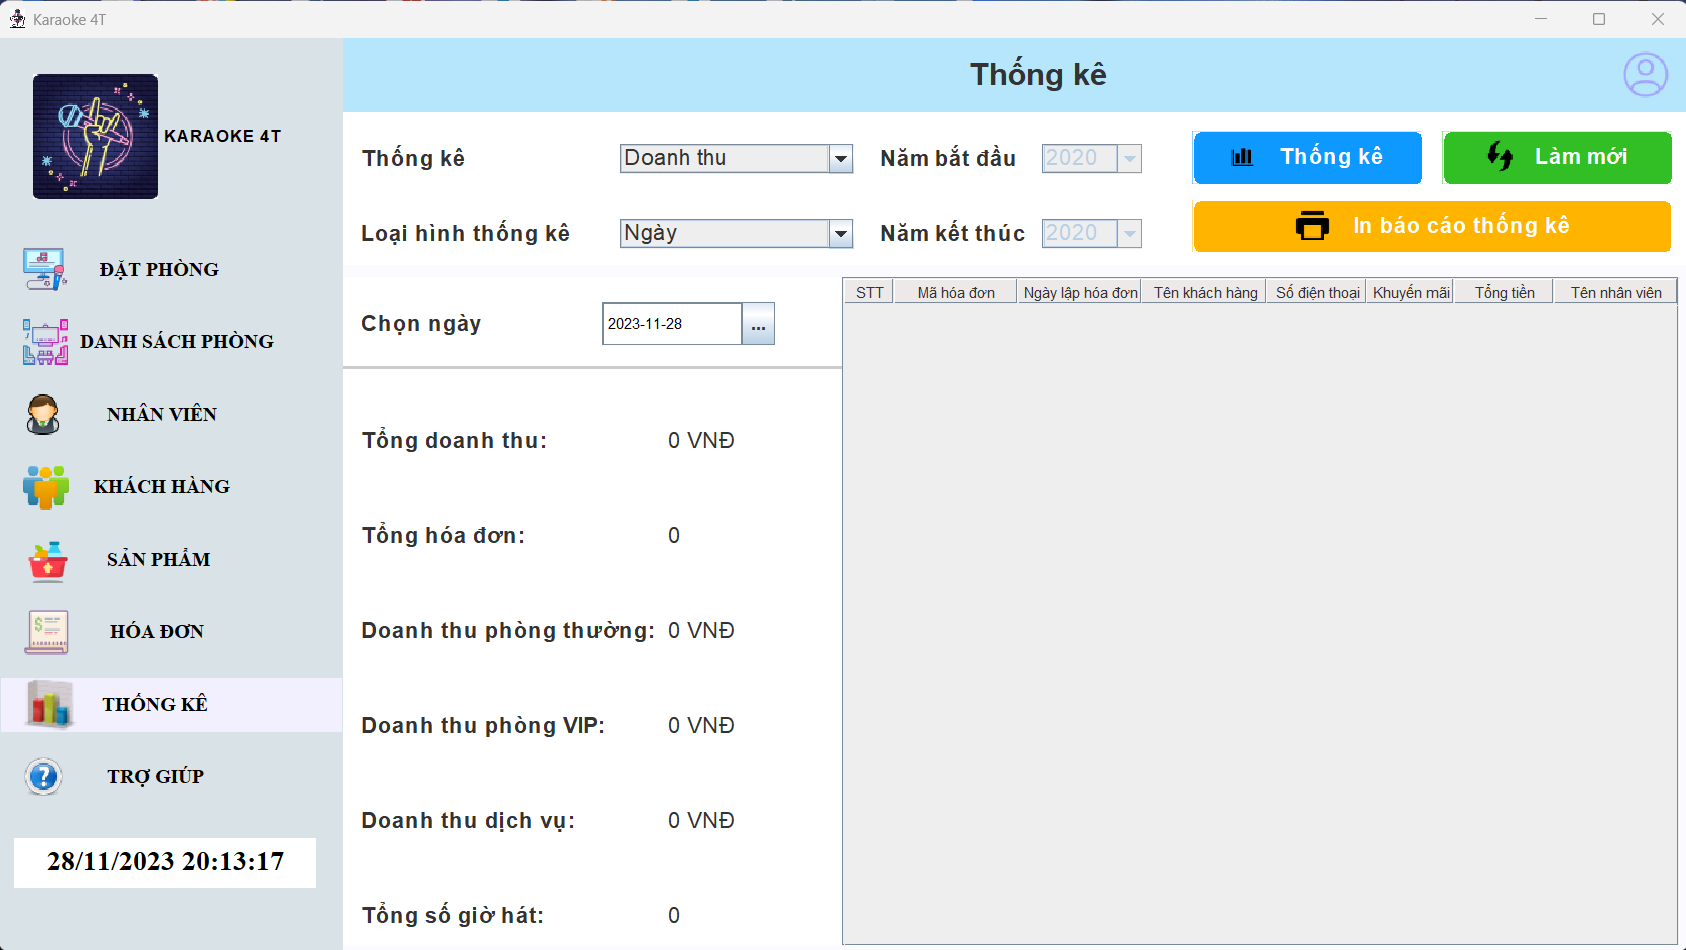 Karaoke 4T
KARAOKE 4T
ĐẶT PHÒNG
DANH SÁCH PHÒNG
NHÂN VIÊN
KHÁCH HÀNG
SẢN PHẨM
HÓA ĐƠN
THỐNG KÊ
TRỢ GIÚP
28/11/2023 20:13:17
Thống kê
Thống kê Doanh thu Năm bắt đầu 2020 Thống kê Làm mới
Loại hình thống kê Ngày Năm kết thúc 2020 In báo cáo thống kê
Chọn ngày 2023-11-28 ...
Tổng doanh thu: 0 VNĐ
Tổng hóa đơn: 0
Doanh thu phòng thường: 0 VNĐ
Doanh thu phòng VIP: 0 VNĐ
Doanh thu dịch vụ: 0 VNĐ
Tổng số giờ hát: 0
STT Mã hóa đơn Ngày lập hóa đơn Tên khách hàng Số điện thoại Khuyến mãi Tổng tiền Tên nhân viên